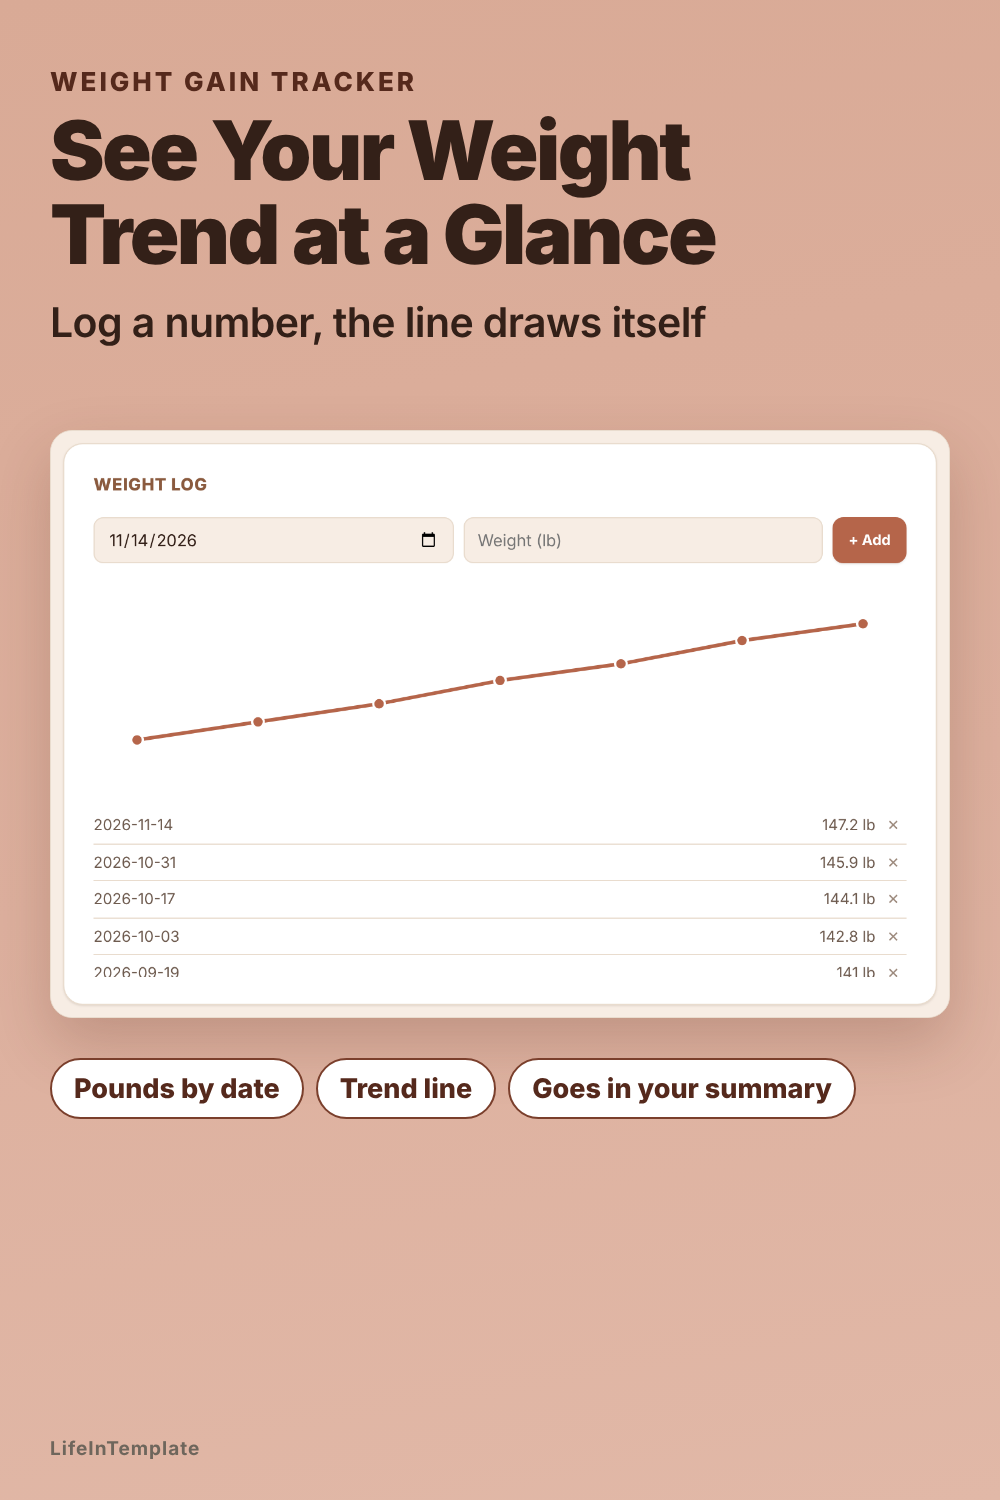 WEIGHT GAIN TRACKER
See Your Weight
Trend at a Glance
Log a number, the line draws itself
WEIGHT LOG
11/14/2026 Weight (lb) + Add
2026-11-14 147.2 lb ×
2026-10-31 145.9 lb ×
2026-10-17 144.1 lb ×
2026-10-03 142.8 lb ×
2026-09-19 141 lb ×
Pounds by date Trend line Goes in your summary
LifeInTemplate